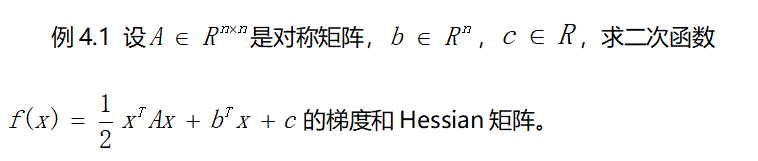 例 4.1 设 A ∈ R^{n×n} 是对称矩阵，b ∈ R^n，c ∈ R，求二次函数
f(x) = \frac{1}{2} x^T Ax + b^T x + c 的梯度和 Hessian 矩阵。